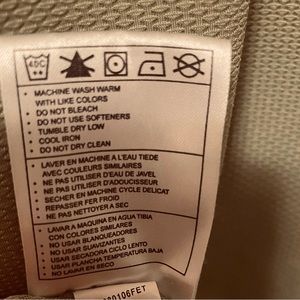 40C
• MACHINE WASH WARM
WITH LIKE COLORS
• DO NOT BLEACH
• DO NOT USE SOFTENERS
• TUMBLE DRY LOW
• COOL IRON
• DO NOT DRY CLEAN
• LAVER EN MACHINE A L'EAU TIEDE
AVEC COULEURS SIMILAIRES
• NE PAS UTILISER D'EAU DE JAVEL
• NE PAS UTILISER D'ADOUCISSEUR
• SECHER EN MACHINE CYCLE DELICAT
• REPASSER FER FROID
• NE PAS NETTOYER A SEC
• LAVAR A MAQUINA EN AGUA TIBIA
CON COLORES SIMILARES
• NO USAR BLANQUEADORES
• NO USAR SUAVIZANTES
• USAR SECADORA CICLO LENTO
• USAR PLANCHA TEMPERATURA BAJA
• NO LAVAR EN SECO
0106FET